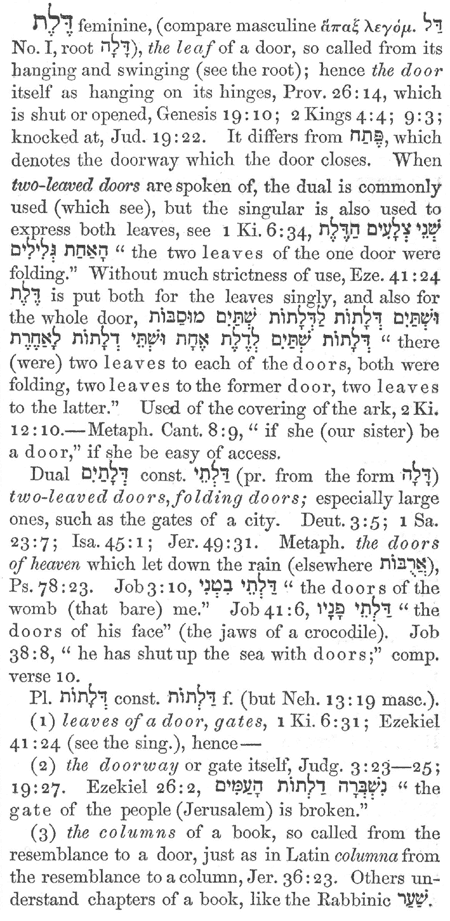 דֶּלֶת feminine, (compare masculine ἅπαξ λεγόμ. דַּל
No. I, root דָּלָה), the leaf of a door, so called from its
hanging and swinging (see the root); hence the door
itself as hanging on its hinges, Prov. 26:14, which
is shut or opened, Genesis 19:10; 2 Kings 4:4; 9:3;
knocked at, Jud. 19:22. It differs from פֶּתַח, which
denotes the doorway which the door closes. When
two-leaved doors are spoken of, the dual is commonly
used (which see), but the singular is also used to
express both leaves, see 1 Ki. 6:34, שְׁנֵי צְלָעִים הַדֶּלֶת
הָאַחַת גְּלִילִים “ the two leaves of the one door were
folding.” Without much strictness of use, Eze. 41:24
דֶּלֶת is put both for the leaves singly, and also for
the whole door, וּשְׁתַּיִם דְּלָתוֹת לַדְּלָתוֹת שְׁתַּיִם מוּסַבּוֹת
דְּלָתוֹת שְׁתַּיִם לְדֶלֶת אֶחָת וּשְׁתֵּי דְלָתוֹת לָאַחֶרֶת “ there
(were) two leaves to each of the doors, both were
folding, two leaves to the former door, two leaves
to the latter.” Used of the covering of the ark, 2 Ki.
12:10.—Metaph. Cant. 8:9, “ if she (our sister) be
a door,” if she be easy of access.
Dual דְּלָתַיִם const. דַּלְתֵי (pr. from the form דָּלָה)
two-leaved doors, folding doors; especially large
ones, such as the gates of a city. Deut. 3:5; 1 Sa.
23:7; Isa. 45:1; Jer. 49:31. Metaph. the doors
of heaven which let down the rain (elsewhere אֲרֻבּוֹת),
Ps. 78:23. Job 3:10, דַּלְתֵי בִטְנִי “ the doors of the
womb (that bare) me.” Job 41:6, דַּלְתֵי פָנָיו “ the
doors of his face” (the jaws of a crocodile). Job
38:8, “ he has shut up the sea with doors;” comp.
verse 10.
Pl. דְּלָתוֹת const. דַּלְתוֹת f. (but Neh. 13:19 masc.).
(1) leaves of a door, gates, 1 Ki. 6:31; Ezekiel
41:24 (see the sing.), hence—
(2) the doorway or gate itself, Judg. 3:23—25;
19:27. Ezekiel 26:2, נִשְׁבְּרָה דַלְתוֹת הָעַמִּים “ the
gate of the people (Jerusalem) is broken.”
(3) the columns of a book, so called from the
resemblance to a door, just as in Latin columna from
the resemblance to a column, Jer. 36:23. Others un-
derstand chapters of a book, like the Rabbinic שַׁעַר.